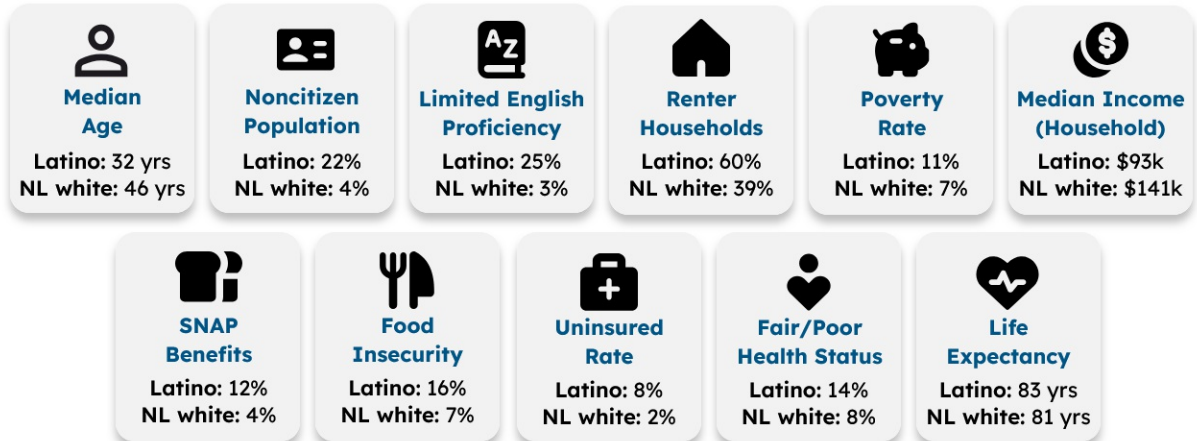 A Z
$
Median
Age
Latino: 32 yrs
NL white: 46 yrs
Noncitizen
Population
Latino: 22%
NL white: 4%
Limited English
Proficiency
Latino: 25%
NL white: 3%
Renter
Households
Latino: 60%
NL white: 39%
Poverty
Rate
Latino: 11%
NL white: 7%
Median Income
(Household)
Latino: $93k
NL white: $141k
SNAP
Benefits
Latino: 12%
NL white: 4%
Food
Insecurity
Latino: 16%
NL white: 7%
Uninsured
Rate
Latino: 8%
NL white: 2%
Fair/Poor
Health Status
Latino: 14%
NL white: 8%
Life
Expectancy
Latino: 83 yrs
NL white: 81 yrs